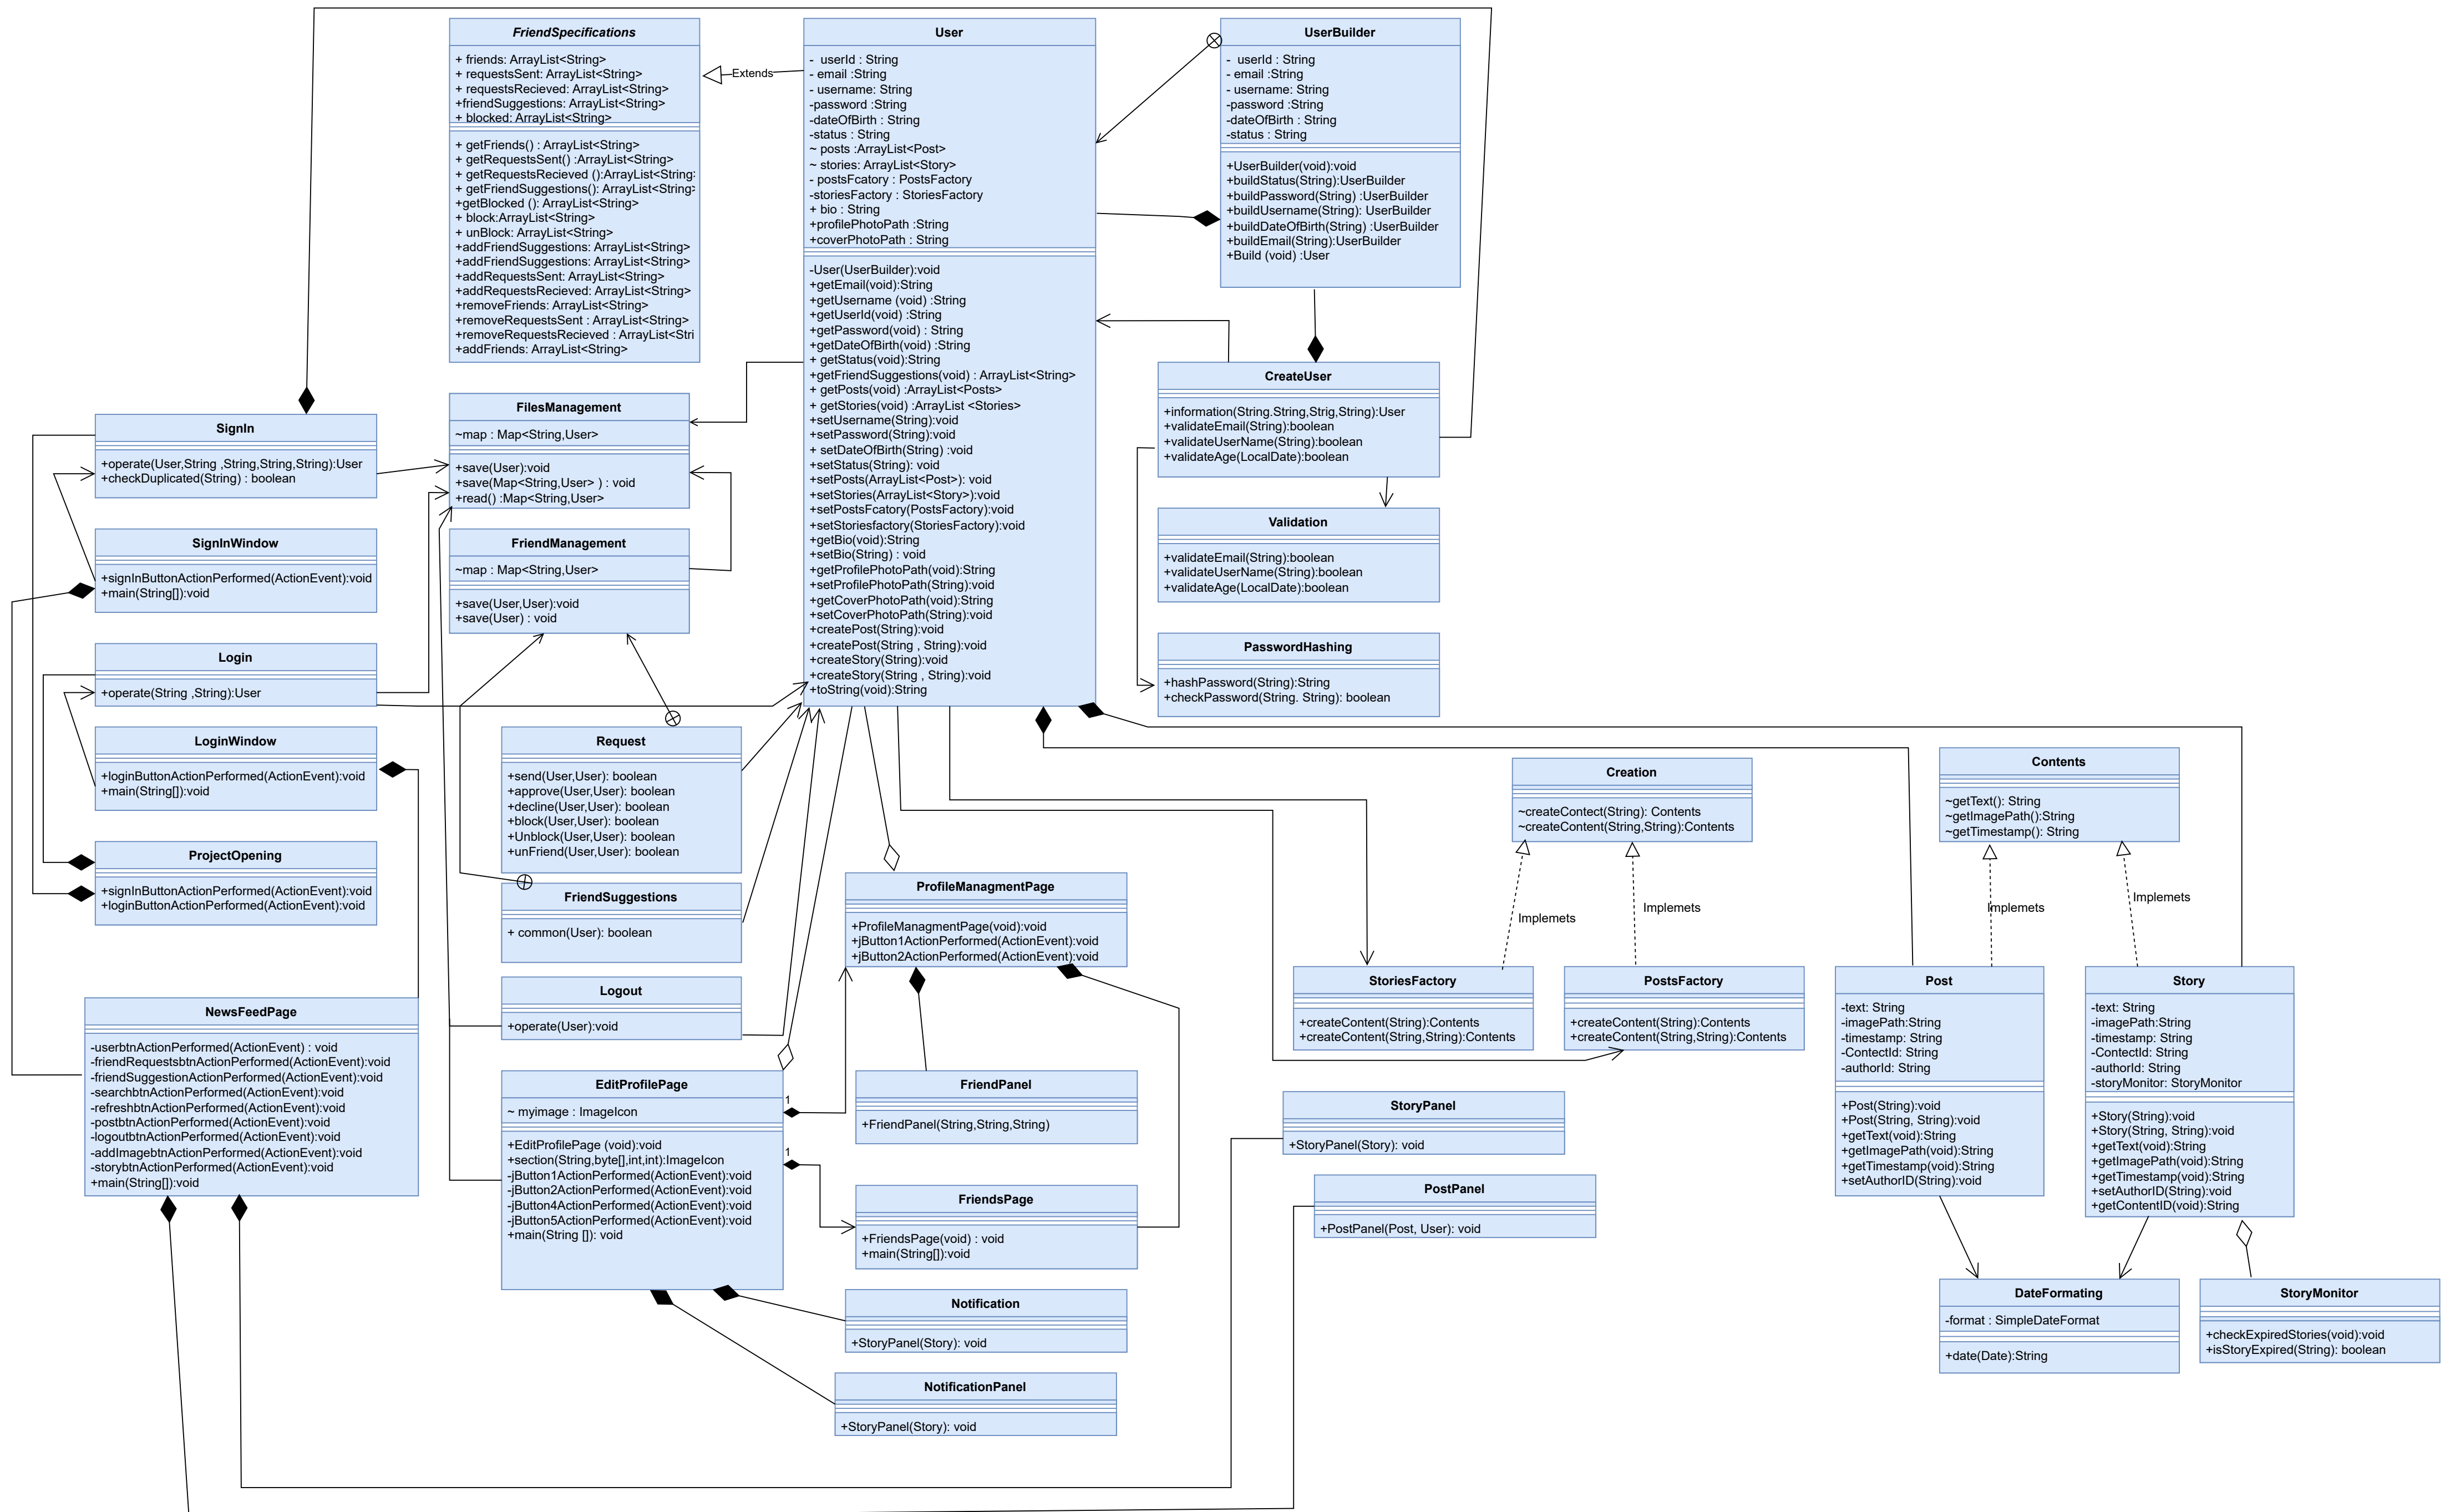 FriendSpecifications
+ friends: ArrayList<String>
+ requestsSent: ArrayList<String>
+ requestsRecieved: ArrayList<String>
+friendSuggestions: ArrayList<String>
+ blocked: ArrayList<String>
+ getFriends() : ArrayList<String>
+ getRequestsSent() :ArrayList<String>
+ getRequestsRecieved ():ArrayList<String>
+ getFriendSuggestions(): ArrayList<String>
+getBlocked (): ArrayList<String>
+ block:ArrayList<String>
+ unBlock: ArrayList<String>
+addFriendSuggestions: ArrayList<String>
+addFriendSuggestions: ArrayList<String>
+addRequestsSent: ArrayList<String>
+addRequestsRecieved: ArrayList<String>
+removeFriends: ArrayList<String>
+removeRequestsSent : ArrayList<String>
+removeRequestsRecieved : ArrayList<Stri
+addFriends: ArrayList<String>
Extends
User
- userId : String
- email :String
- username: String
-password :String
-dateOfBirth : String
-status : String
~ posts :ArrayList<Post>
~ stories: ArrayList<Story>
- postsFcatory : PostsFactory
-storiesFactory : StoriesFactory
+ bio : String
+profilePhotoPath :String
+coverPhotoPath : String
-User(UserBuilder):void
+getEmail(void):String
+getUsername (void) :String
+getUserId(void) :String
+getPassword(void) : String
+getDateOfBirth(void) :String
+ getStatus(void):String
+getFriendSuggestions(void) : ArrayList<String>
+ getPosts(void) :ArrayList<Posts>
+ getStories(void) :ArrayList <Stories>
+setUsername(String):void
+setPassword(String):void
+ setDateOfBirth(String) :void
+setStatus(String): void
+setPosts(ArrayList<Post>): void
+setStories(ArrayList<Story>):void
+setPostsFcatory(PostsFactory):void
+setStoriesfactory(StoriesFactory):void
+getBio(void):String
+setBio(String) : void
+getProfilePhotoPath(void):String
+setProfilePhotoPath(String):void
+getCoverPhotoPath(void):String
+setCoverPhotoPath(String):void
+createPost(String):void
+createPost(String , String):void
+createStory(String):void
+createStory(String , String):void
+toString(void):String
UserBuilder
- userId : String
- email :String
- username: String
-password :String
-dateOfBirth : String
-status : String
+UserBuilder(void):void
+buildStatus(String):UserBuilder
+buildPassword(String) :UserBuilder
+buildUsername(String): UserBuilder
+buildDateOfBirth(String) :UserBuilder
+buildEmail(String):UserBuilder
+Build (void) :User
CreateUser
+information(String.String,Strig,String):User
+validateEmail(String):boolean
+validateUserName(String):boolean
+validateAge(LocalDate):boolean
Validation
+validateEmail(String):boolean
+validateUserName(String):boolean
+validateAge(LocalDate):boolean
PasswordHashing
+hashPassword(String):String
+checkPassword(String. String): boolean
FilesManagement
~map : Map<String,User>
+save(User):void
+save(Map<String,User> ) : void
+read() :Map<String,User>
FriendManagement
~map : Map<String,User>
+save(User,User):void
+save(User) : void
SignIn
+operate(User,String ,String,String,String):User
+checkDuplicated(String) : boolean
SignInWindow
+signInButtonActionPerformed(ActionEvent):void
+main(String[]):void
Login
+operate(String ,String):User
LoginWindow
+loginButtonActionPerformed(ActionEvent):void
+main(String[]):void
ProjectOpening
+signInButtonActionPerformed(ActionEvent):void
+loginButtonActionPerformed(ActionEvent):void
Request
+send(User,User): boolean
+approve(User,User): boolean
+decline(User,User): boolean
+block(User,User): boolean
+Unblock(User,User): boolean
+unFriend(User,User): boolean
FriendSuggestions
+ common(User): boolean
Logout
+operate(User):void
NewsFeedPage
-userbtnActionPerformed(ActionEvent) : void
-friendRequestsbtnActionPerformed(ActionEvent):void
-friendSuggestionActionPerformed(ActionEvent):void
-searchbtnActionPerformed(ActionEvent):void
-refreshbtnActionPerformed(ActionEvent):void
-postbtnActionPerformed(ActionEvent):void
-logoutbtnActionPerformed(ActionEvent):void
-addImagebtnActionPerformed(ActionEvent):void
-storybtnActionPerformed(ActionEvent):void
+main(String[]):void
EditProfilePage
~ myimage : ImageIcon
+EditProfilePage (void):void
+section(String,byte[],int,int):ImageIcon
-jButton1ActionPerformed(ActionEvent):void
-jButton2ActionPerformed(ActionEvent):void
-jButton4ActionPerformed(ActionEvent):void
-jButton5ActionPerformed(ActionEvent):void
+main(String []): void
1
1
ProfileManagmentPage
+ProfileManagmentPage(void):void
+jButton1ActionPerformed(ActionEvent):void
+jButton2ActionPerformed(ActionEvent):void
FriendPanel
+FriendPanel(String,String,String)
FriendsPage
+FriendsPage(void) : void
+main(String[]):void
Notification
+StoryPanel(Story): void
NotificationPanel
+StoryPanel(Story): void
Creation
~createContect(String): Contents
~createContent(String,String):Contents
Implemets
Implemets
StoriesFactory
+createContent(String):Contents
+createContent(String,String):Contents
PostsFactory
+createContent(String):Contents
+createContent(String,String):Contents
StoryPanel
+StoryPanel(Story): void
PostPanel
+PostPanel(Post, User): void
Contents
~getText(): String
~getImagePath():String
~getTimestamp(): String
Implemets
Implemets
Post
-text: String
-imagePath:String
-timestamp: String
-ContectId: String
-authorId: String
+Post(String):void
+Post(String, String):void
+getText(void):String
+getImagePath(void):String
+getTimestamp(void):String
+setAuthorID(String):void
Story
-text: String
-imagePath:String
-timestamp: String
-ContectId: String
-authorId: String
-storyMonitor: StoryMonitor
+Story(String):void
+Story(String, String):void
+getText(void):String
+getImagePath(void):String
+getTimestamp(void):String
+setAuthorID(String):void
+getContentID(void):String
DateFormating
-format : SimpleDateFormat
+date(Date):String
StoryMonitor
+checkExpiredStories(void):void
+isStoryExpired(String): boolean